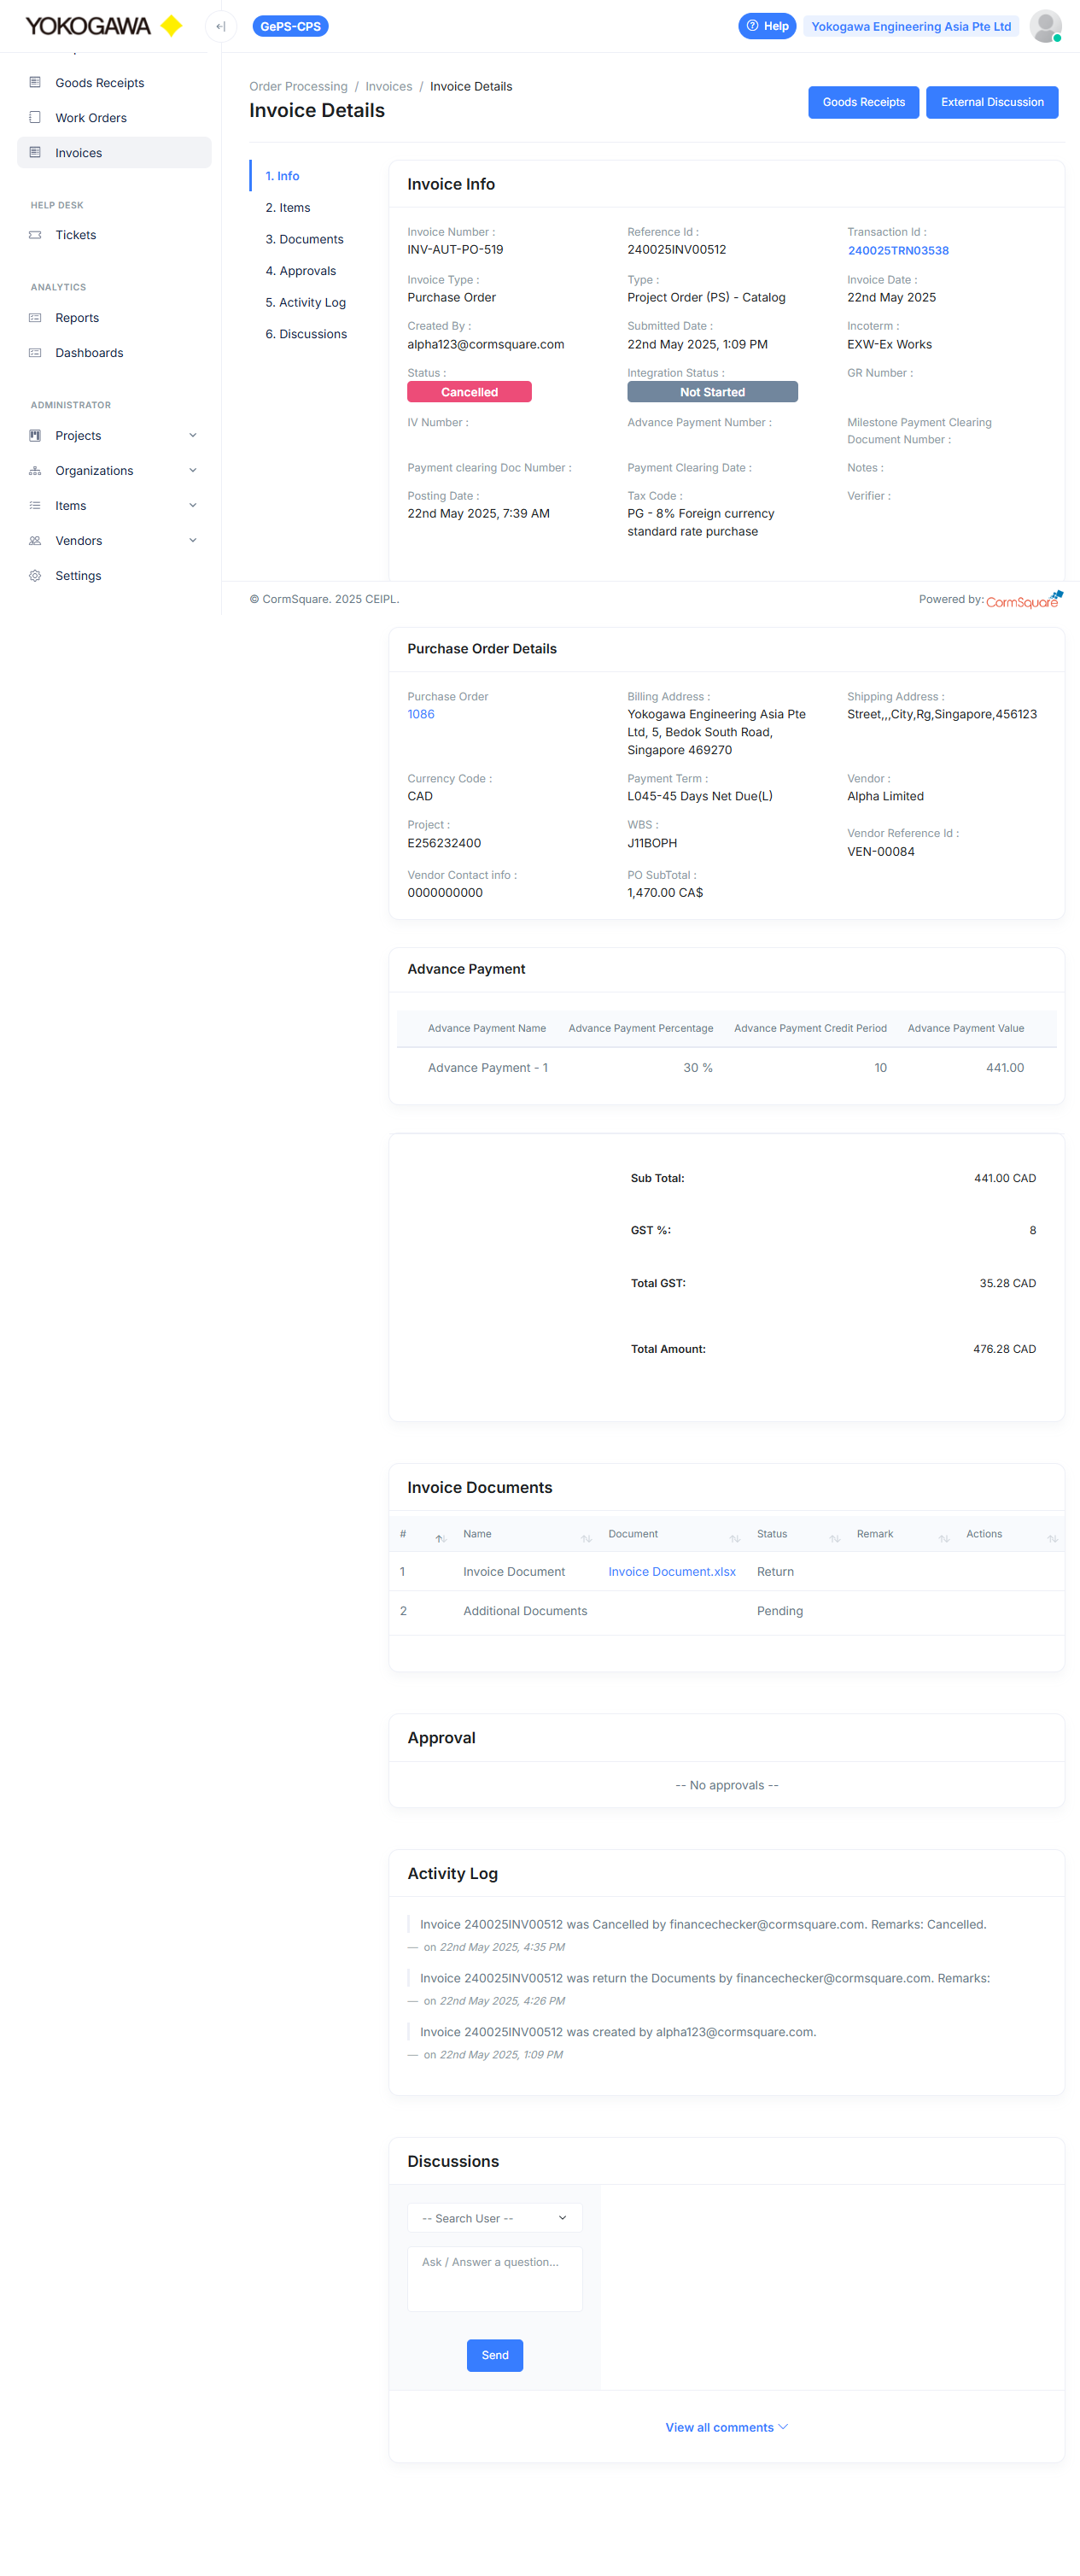 YOKOGAWA
GePS-CPS
Help
Yokogawa Engineering Asia Pte Ltd
Goods Receipts
Work Orders
Invoices
HELP DESK
Tickets
ANALYTICS
Reports
Dashboards
ADMINISTRATOR
Projects
Organizations
Items
Vendors
Settings
Order Processing / Invoices / Invoice Details
Invoice Details
Goods Receipts
External Discussion
1. Info
2. Items
3. Documents
4. Approvals
5. Activity Log
6. Discussions
Invoice Info
Invoice Number :
INV-AUT-PO-519
Reference Id :
240025INV00512
Transaction Id :
240025TRN03538
Invoice Type :
Purchase Order
Type :
Project Order (PS) - Catalog
Invoice Date :
22nd May 2025
Created By :
alpha123@cormsquare.com
Submitted Date :
22nd May 2025, 1:09 PM
Incoterm :
EXW-Ex Works
Status :
Cancelled
Integration Status :
Not Started
GR Number :
IV Number :
Advance Payment Number :
Milestone Payment Clearing
Document Number :
Payment clearing Doc Number :
Payment Clearing Date :
Notes :
Posting Date :
22nd May 2025, 7:39 AM
Tax Code :
PG - 8% Foreign currency
standard rate purchase
Verifier :
© CormSquare. 2025 CEIPL.
Powered by: CormSquare
Purchase Order Details
Purchase Order
1086
Billing Address :
Yokogawa Engineering Asia Pte
Ltd, 5, Bedok South Road,
Singapore 469270
Shipping Address :
Street,,,City,Rg,Singapore,456123
Currency Code :
CAD
Payment Term :
L045-45 Days Net Due(L)
Vendor :
Alpha Limited
Project :
E256232400
WBS :
J11BOPH
Vendor Reference Id :
VEN-00084
Vendor Contact info :
0000000000
PO SubTotal :
1,470.00 CA$
Advance Payment
Advance Payment Name Advance Payment Percentage Advance Payment Credit Period Advance Payment Value
Advance Payment - 1 30 % 10 441.00
Sub Total: 441.00 CAD
GST %: 8
Total GST: 35.28 CAD
Total Amount: 476.28 CAD
Invoice Documents
# Name Document Status Remark Actions
1 Invoice Document Invoice Document.xlsx Return
2 Additional Documents Pending
Approval
-- No approvals --
Activity Log
Invoice 240025INV00512 was Cancelled by financechecker@cormsquare.com. Remarks: Cancelled.
— on 22nd May 2025, 4:35 PM
Invoice 240025INV00512 was return the Documents by financechecker@cormsquare.com. Remarks:
— on 22nd May 2025, 4:26 PM
Invoice 240025INV00512 was created by alpha123@cormsquare.com.
— on 22nd May 2025, 1:09 PM
Discussions
-- Search User --
Ask / Answer a question...
Send
View all comments